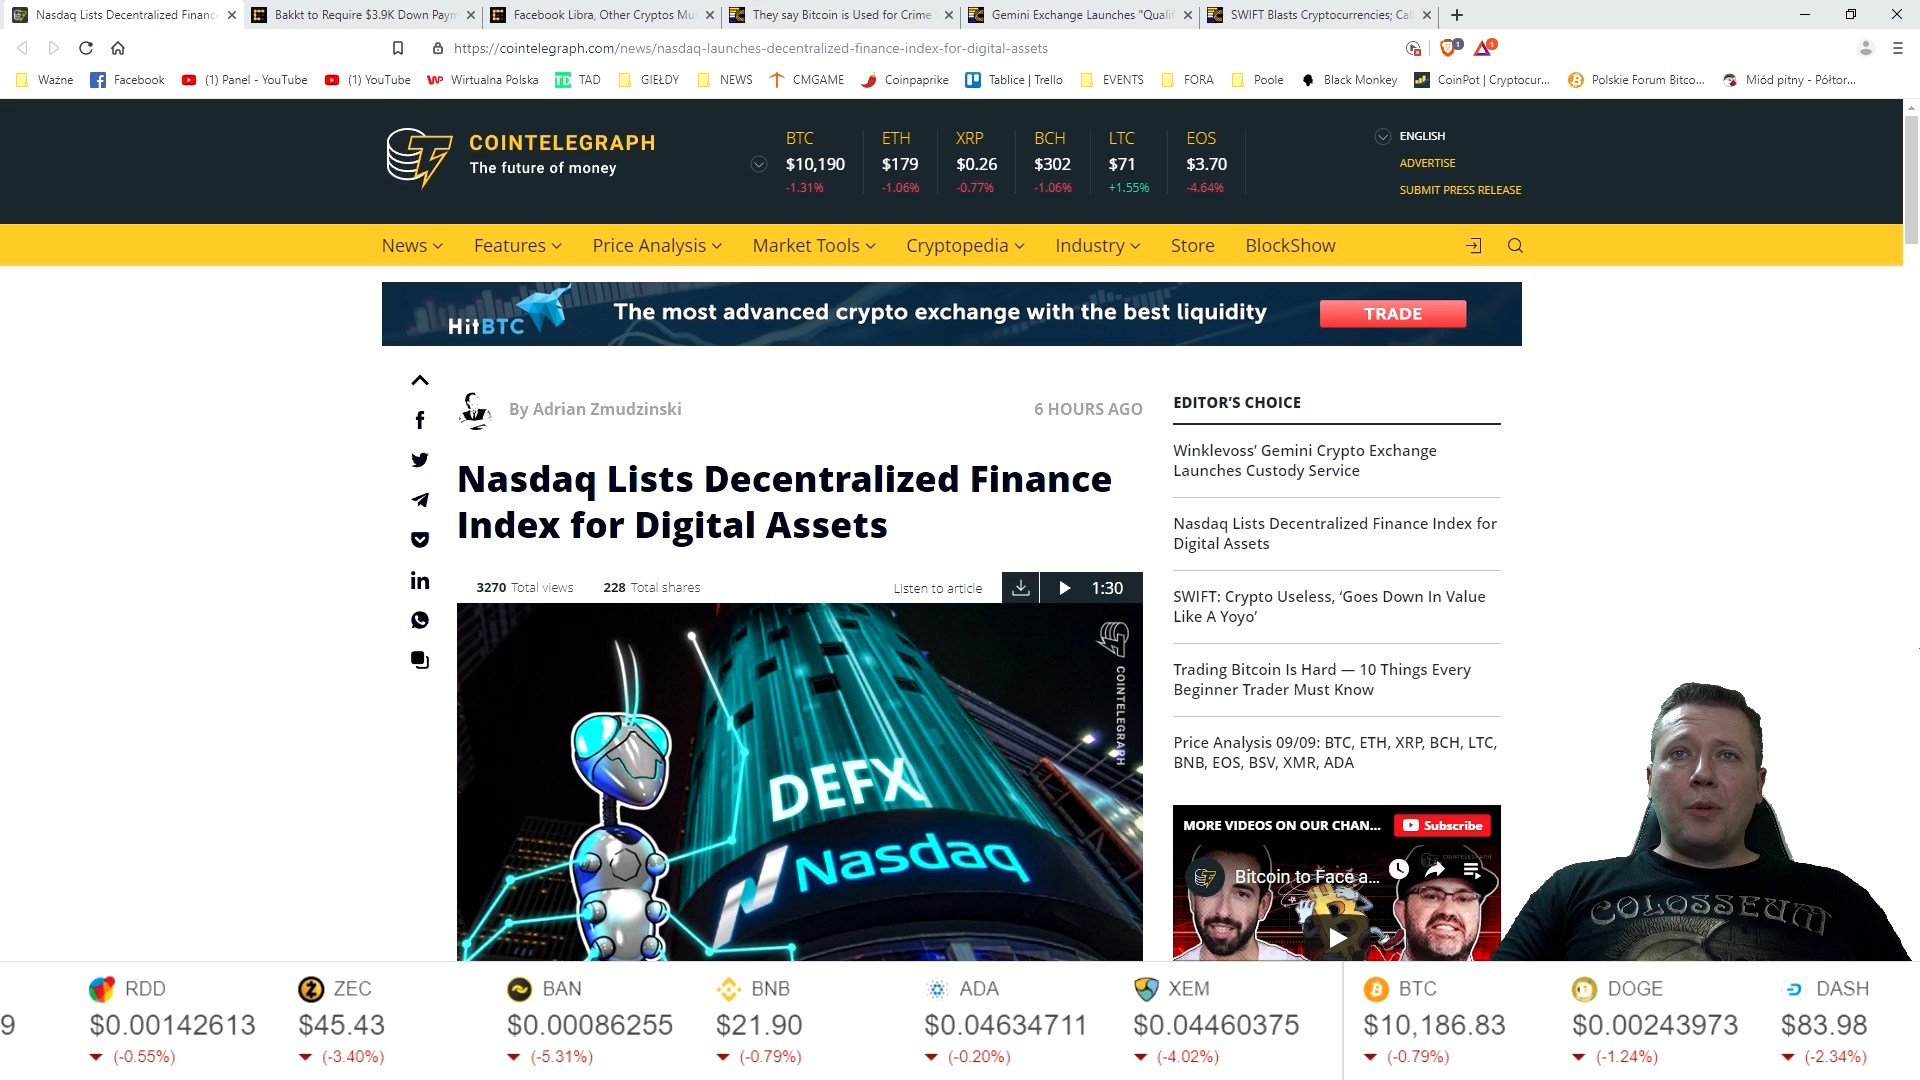 Nasdaq Lists Decentralized Financ
Bakkt to Require $3.9K Down Paym
Facebook Libra, Other Cryptos Mu
They say Bitcoin is Used for Crime
Gemini Exchange Launches "Qualif
SWIFT Blasts Cryptocurrencies; Cal
https://cointelegraph.com/news/nasdaq-launches-decentralized-finance-index-for-digital-assets
1
1
Ważne
Facebook
(1) Panel - YouTube
(1) YouTube
Wirtualna Polska
TAD
GIEŁDY
NEWS
CMGAME
Coinpaprike
Tablice | Trello
EVENTS
FORA
Poole
Black Monkey
CoinPot | Cryptocur...
Polskie Forum Bitco...
Miód pitny - Półtor...
COINTELEGRAPH
The future of money
BTC ETH XRP BCH LTC EOS
$10,190 $179 $0.26 $302 $71 $3.70
-1.31% -1.06% -0.77% -1.06% +1.55% -4.64%
ENGLISH
ADVERTISE
SUBMIT PRESS RELEASE
News Features Price Analysis Market Tools Cryptopedia Industry Store BlockShow
HitBTC
The most advanced crypto exchange with the best liquidity
TRADE
By Adrian Zmudzinski
6 HOURS AGO
Nasdaq Lists Decentralized Finance
Index for Digital Assets
3270 Total views 228 Total shares
Listen to article
1:30
COINTELEGRAPH
DEFX
Nasdaq
EDITOR’S CHOICE
Winklevoss’ Gemini Crypto Exchange
Launches Custody Service
Nasdaq Lists Decentralized Finance Index for
Digital Assets
SWIFT: Crypto Useless, ‘Goes Down In Value
Like A Yoyo’
Trading Bitcoin Is Hard — 10 Things Every
Beginner Trader Must Know
Price Analysis 09/09: BTC, ETH, XRP, BCH, LTC,
BNB, EOS, BSV, XMR, ADA
MORE VIDEOS ON OUR CHAN...
Subscribe
Bitcoin to Face a...
COLOSSEUM
RDD ZEC BAN BNB ADA XEM BTC DOGE DASH
9 $0.00142613 $45.43 $0.00086255 $21.90 $0.04634711 $0.04460375 $10,186.83 $0.00243973 $83.98
(-0.55%) (-3.40%) (-5.31%) (-0.79%) (-0.20%) (-4.02%) (-0.79%) (-1.24%) (-2.34%)